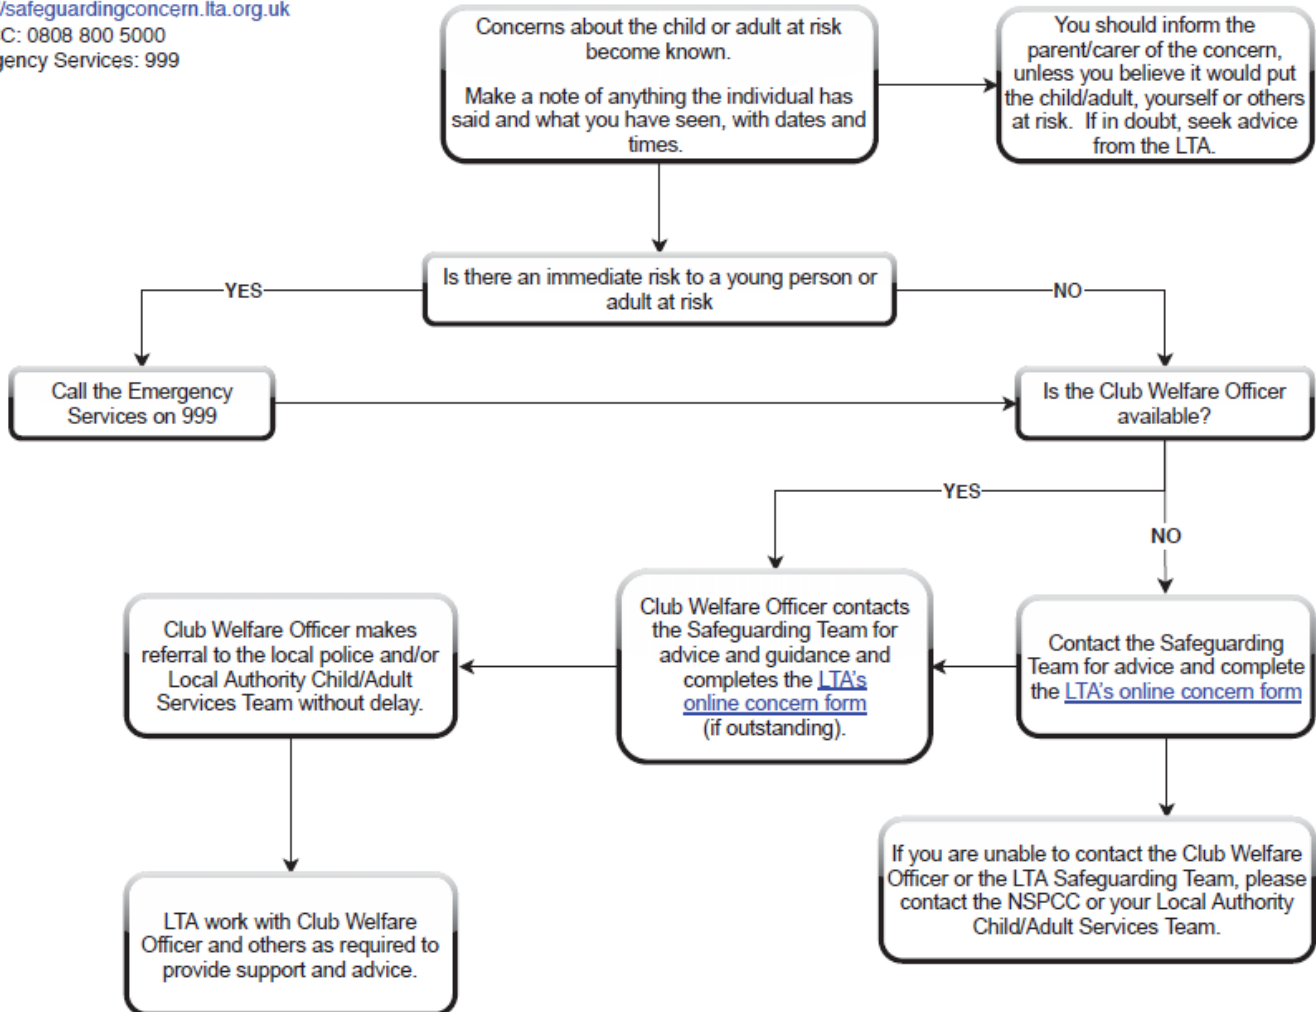 /safeguardingconcern.lta.org.uk
C: 0808 800 5000
gency Services: 999
Concerns about the child or adult at risk
become known.
Make a note of anything the individual has
said and what you have seen, with dates and
times.
You should inform the
parent/carer of the concern,
unless you believe it would put
the child/adult, yourself or others
at risk. If in doubt, seek advice
from the LTA.
Is there an immediate risk to a young person or
adult at risk
YES
NO
Call the Emergency
Services on 999
Is the Club Welfare Officer
available?
YES
NO
Club Welfare Officer makes
referral to the local police and/or
Local Authority Child/Adult
Services Team without delay.
Club Welfare Officer contacts
the Safeguarding Team for
advice and guidance and
completes the LTA's
online concern form
(if outstanding).
Contact the Safeguarding
Team for advice and complete
the LTA's online concern form
If you are unable to contact the Club Welfare
Officer or the LTA Safeguarding Team, please
contact the NSPCC or your Local Authority
Child/Adult Services Team.
LTA work with Club Welfare
Officer and others as required to
provide support and advice.